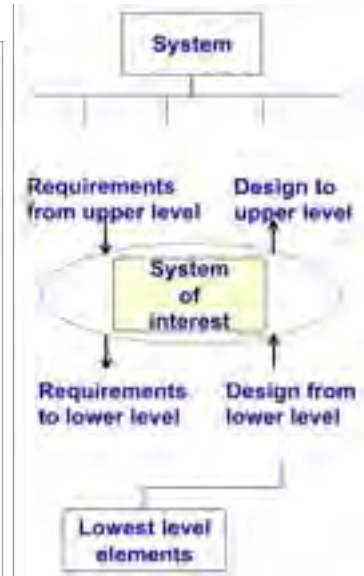 System
Requirements
from upper level
Design to
upper level
System
of
interest
Requirements
to lower level
Design from
lower level
Lowest level
elements